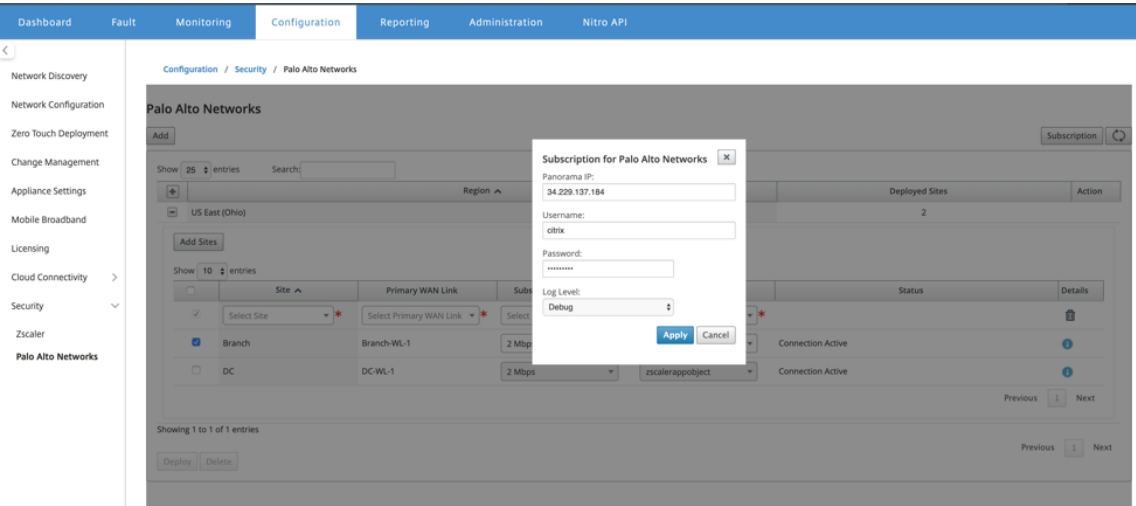 Dashboard Fault Monitoring Configuration Reporting Administration Nitro API
Network Discovery
Network Configuration
Zero Touch Deployment
Change Management
Appliance Settings
Mobile Broadband
Licensing
Cloud Connectivity
Security
Zscaler
Palo Alto Networks
Configuration / Security / Palo Alto Networks
Palo Alto Networks
Add Subscription
Show 25 entries Search:
Region Deployed Sites Action
US East (Ohio) 2
Add Sites
Show 10 entries
Site Primary WAN Link Subs Status Details
Select Site * Select Primary WAN Link * Select *
Branch Branch-WL-1 2 Mbp Connection Active
DC DC-WL-1 2 Mbps zscalerappobject Connection Active
Previous 1 Next
Showing 1 to 1 of 1 entries
Previous 1 Next
Deploy Delete
Subscription for Palo Alto Networks
Panorama IP:
34.229.137.184
Username:
citrix
Password:
•••••••••
Log Level:
Debug
Apply Cancel